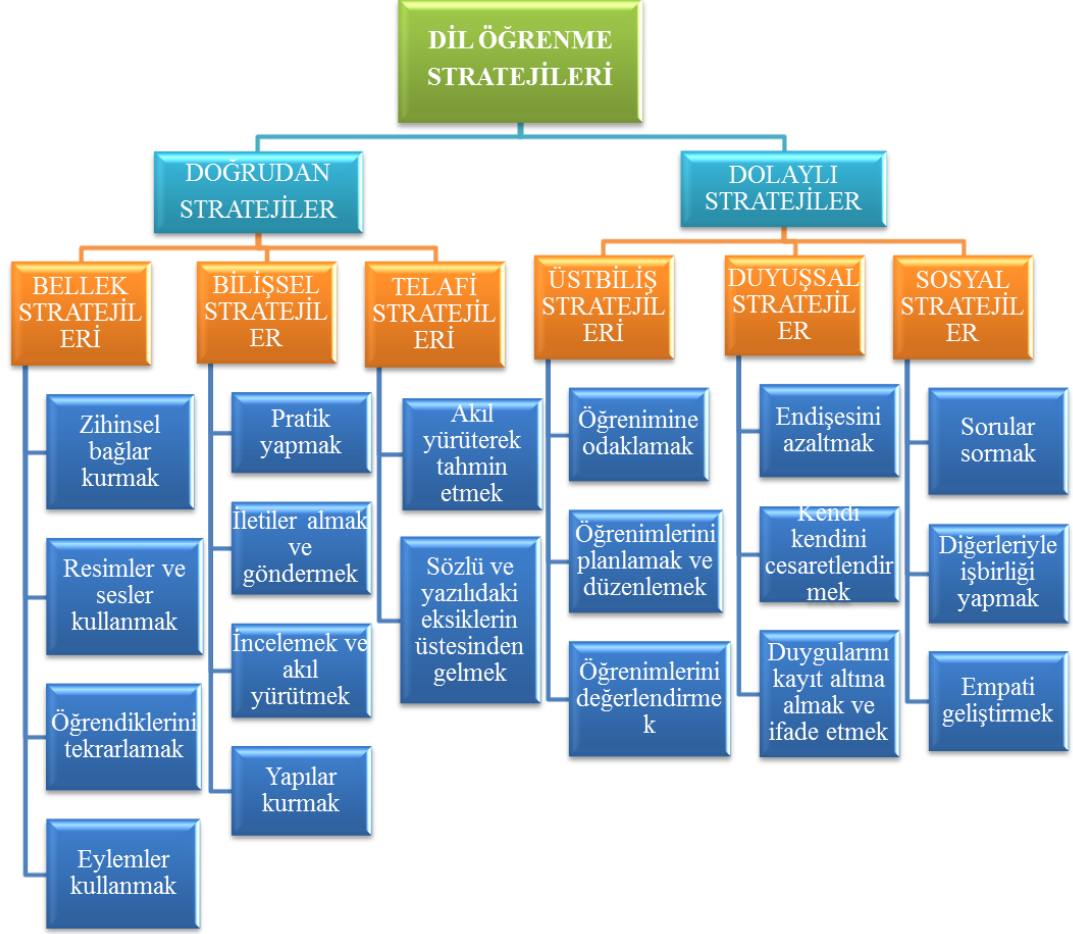 DİL ÖĞRENME
STRATEJİLERİ
DOĞRUDAN
STRATEJİLER
DOLAYLI
STRATEJİLER
BELLEK
STRATEJİL
ERİ
BİLİŞSEL
STRATEJİL
ER
TELAFİ
STRATEJİL
ERİ
ÜSTBİLİŞ
STRATEJİL
ERİ
DUYUŞSAL
STRATEJİL
ER
SOSYAL
STRATEJİL
ER
Zihinsel
bağlar
kurmak
Resimler ve
sesler
kullanmak
Öğrendiklerini
tekrarlamak
Eylemler
kullanmak
Pratik
yapmak
İletiler almak
ve
göndermek
İncelemek ve
akıl
yürütmek
Yapılar
kurmak
Akıl
yürüterek
tahmin
etmek
Sözlü ve
yazılıdaki
eksiklerin
üstesinden
gelmek
Öğrenimine
odaklamak
Öğrenimlerini
planlamak ve
düzenlemek
Öğrenimlerini
değerlendirme
k
Endişesini
azaltmak
Kendi
kendini
cesaretlendir
mek
Duygularını
kayıt altına
almak ve
ifade etmek
Sorular
sormak
Diğerleriyle
işbirliği
yapmak
Empati
geliştirmek